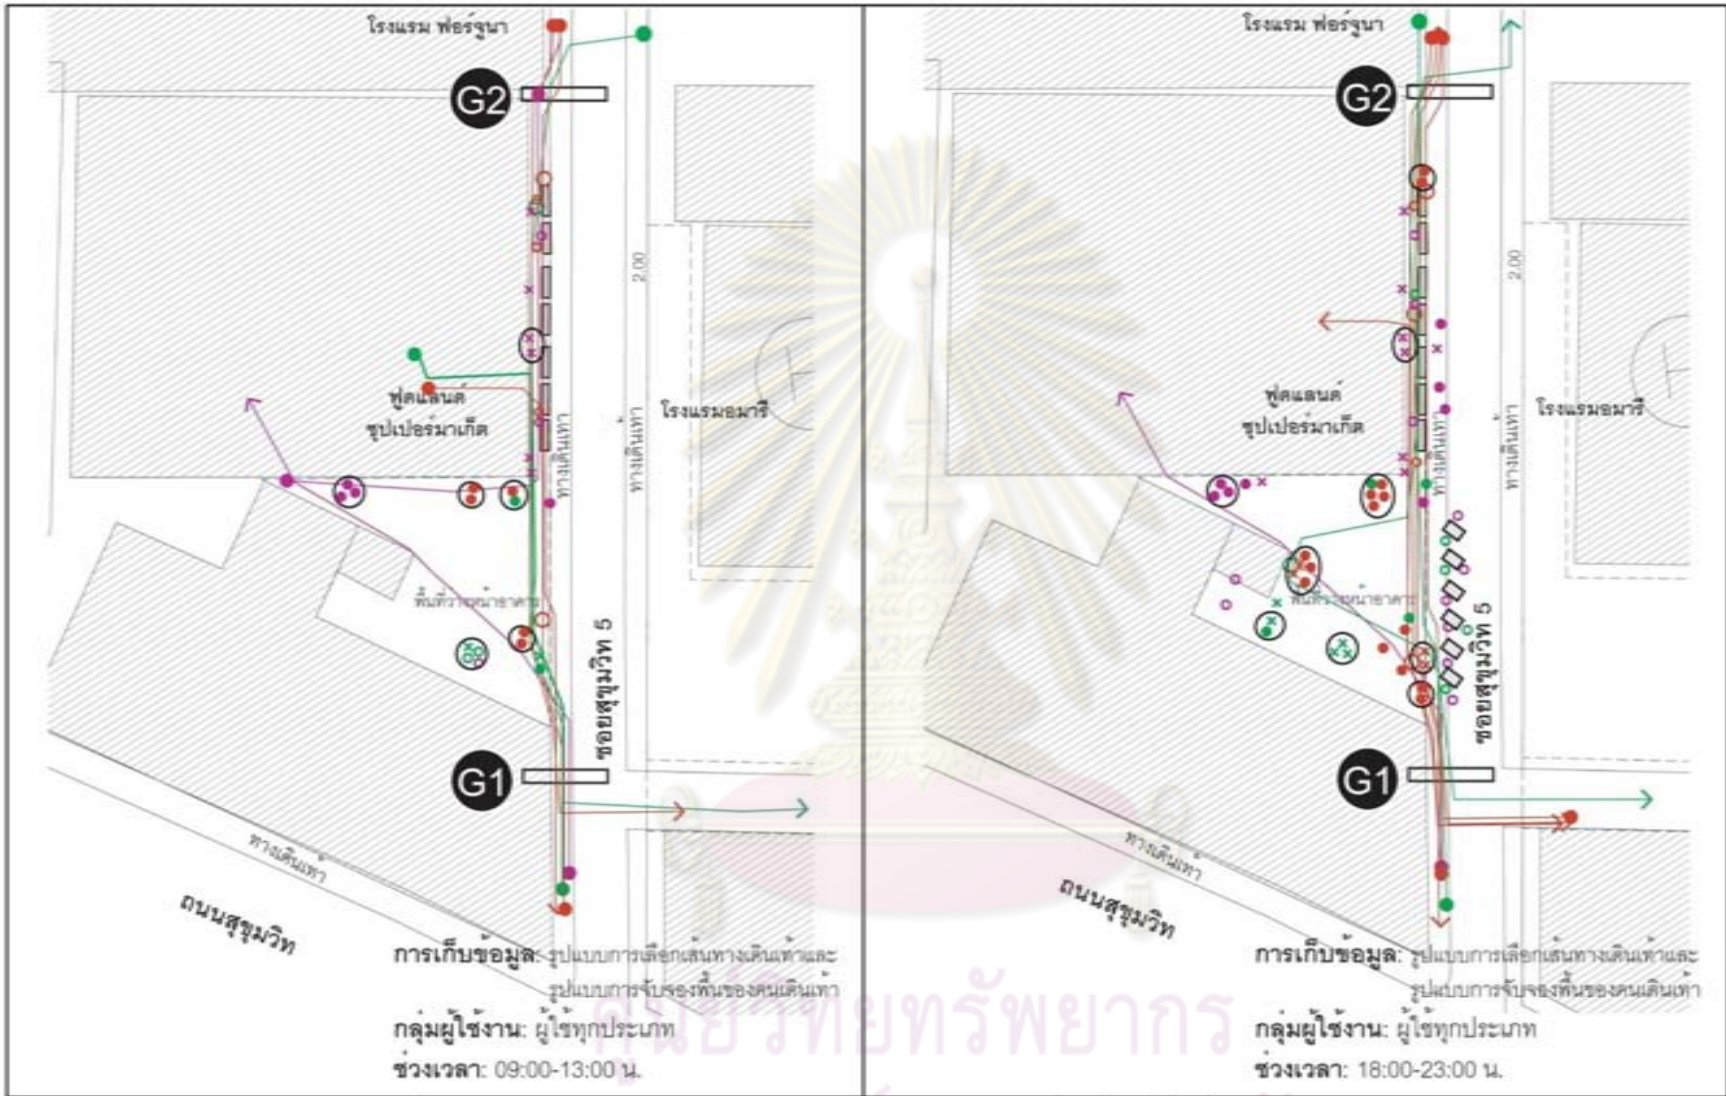 โรงแรม ฟอร์จูนา
G2
2.00
ฟูดแลนด์
ซุปเปอร์มาเก็ต
ทางเดินเท้า
ทางเดินเท้า
โรงแรมอมารี
พื้นที่ว่างหน้าอาคาร
ซอยสุขุมวิท 5
G1
ทางเดินเท้า
ถนนสุขุมวิท
การเก็บข้อมูล: รูปแบบการเลือกเส้นทางเดินเท้าและ
รูปแบบการจับจองพื้นของคนเดินเท้า
กลุ่มผู้ใช้งาน: ผู้ใช้ทุกประเภท
ช่วงเวลา: 09:00-13:00 น.
โรงแรม ฟอร์จูนา
G2
2.00
ฟูดแลนด์
ซุปเปอร์มาเก็ต
ทางเดินเท้า
ทางเดินเท้า
โรงแรมอมารี
พื้นที่ว่างหน้าอาคาร
ซอยสุขุมวิท 5
G1
ทางเดินเท้า
ถนนสุขุมวิท
การเก็บข้อมูล: รูปแบบการเลือกเส้นทางเดินเท้าและ
รูปแบบการจับจองพื้นของคนเดินเท้า
กลุ่มผู้ใช้งาน: ผู้ใช้ทุกประเภท
ช่วงเวลา: 18:00-23:00 น.
ศูนย์วิทยทรัพยากร